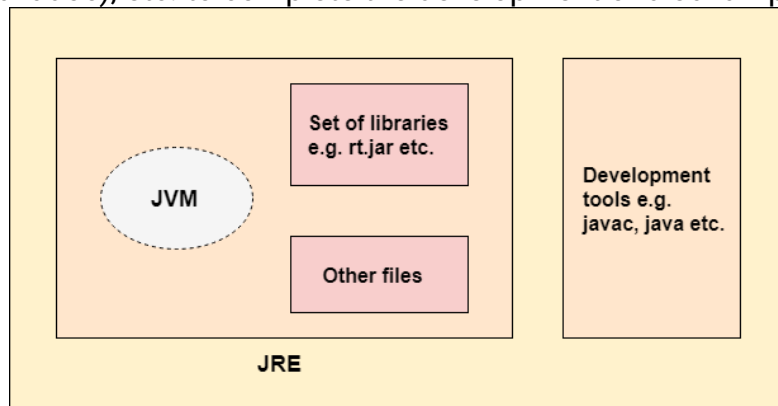 Set of libraries
e.g. rt.jar etc.
JVM
Development
tools e.g.
javac, java etc.
Other files
JRE